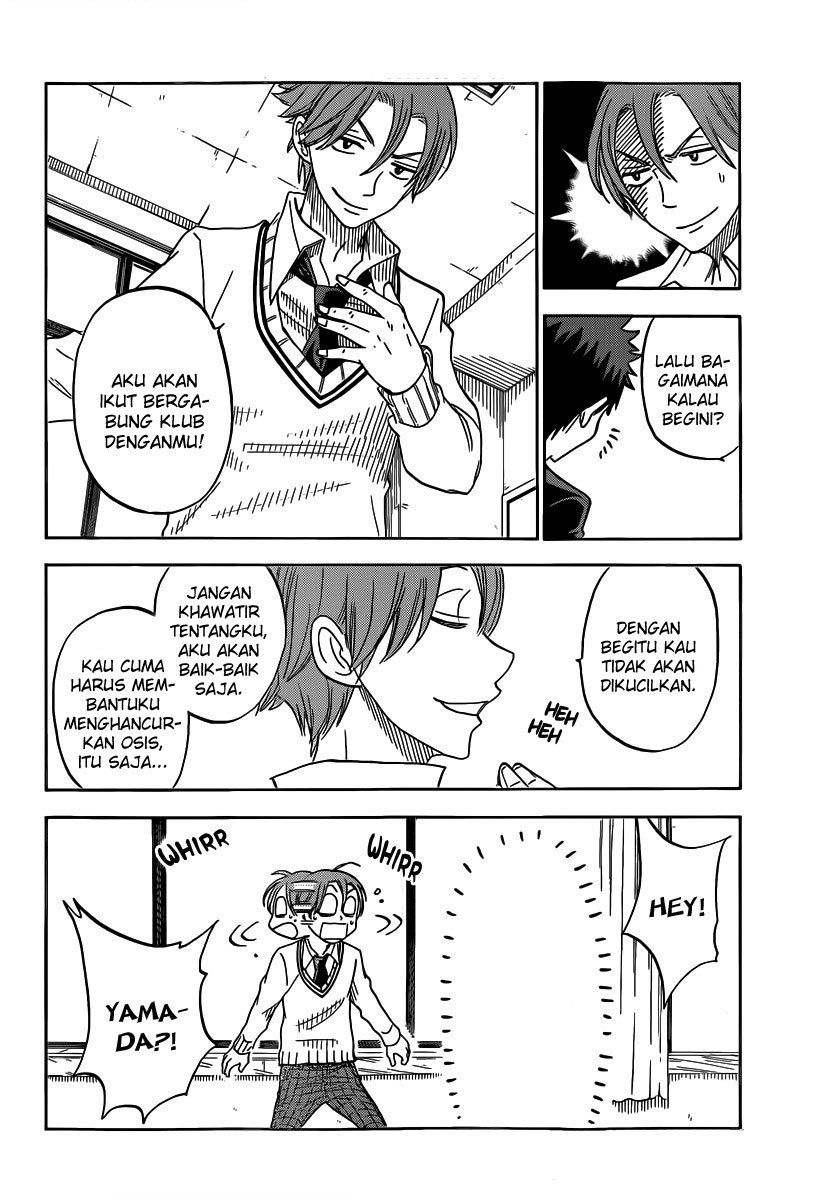 LALU BA-
GAIMANA
KALAU
BEGINI?
AKU AKAN
IKUT BERGA-
BUNG KLUB
DENGANMU!
DENGAN
BEGITU KAU
TIDAK AKAN
DIKUCILKAN.
HEH
HEH
JANGAN
KHAWATIR
TENTANGKU,
AKU AKAN
BAIK-BAIK
SAJA.
KAU CUMA
HARUS MEM-
BANTUKU
MENGHANCUR-
KAN OSIS,
ITU SAJA...
HEY!
WHIRR
WHIRR
YAMA-
DA?!